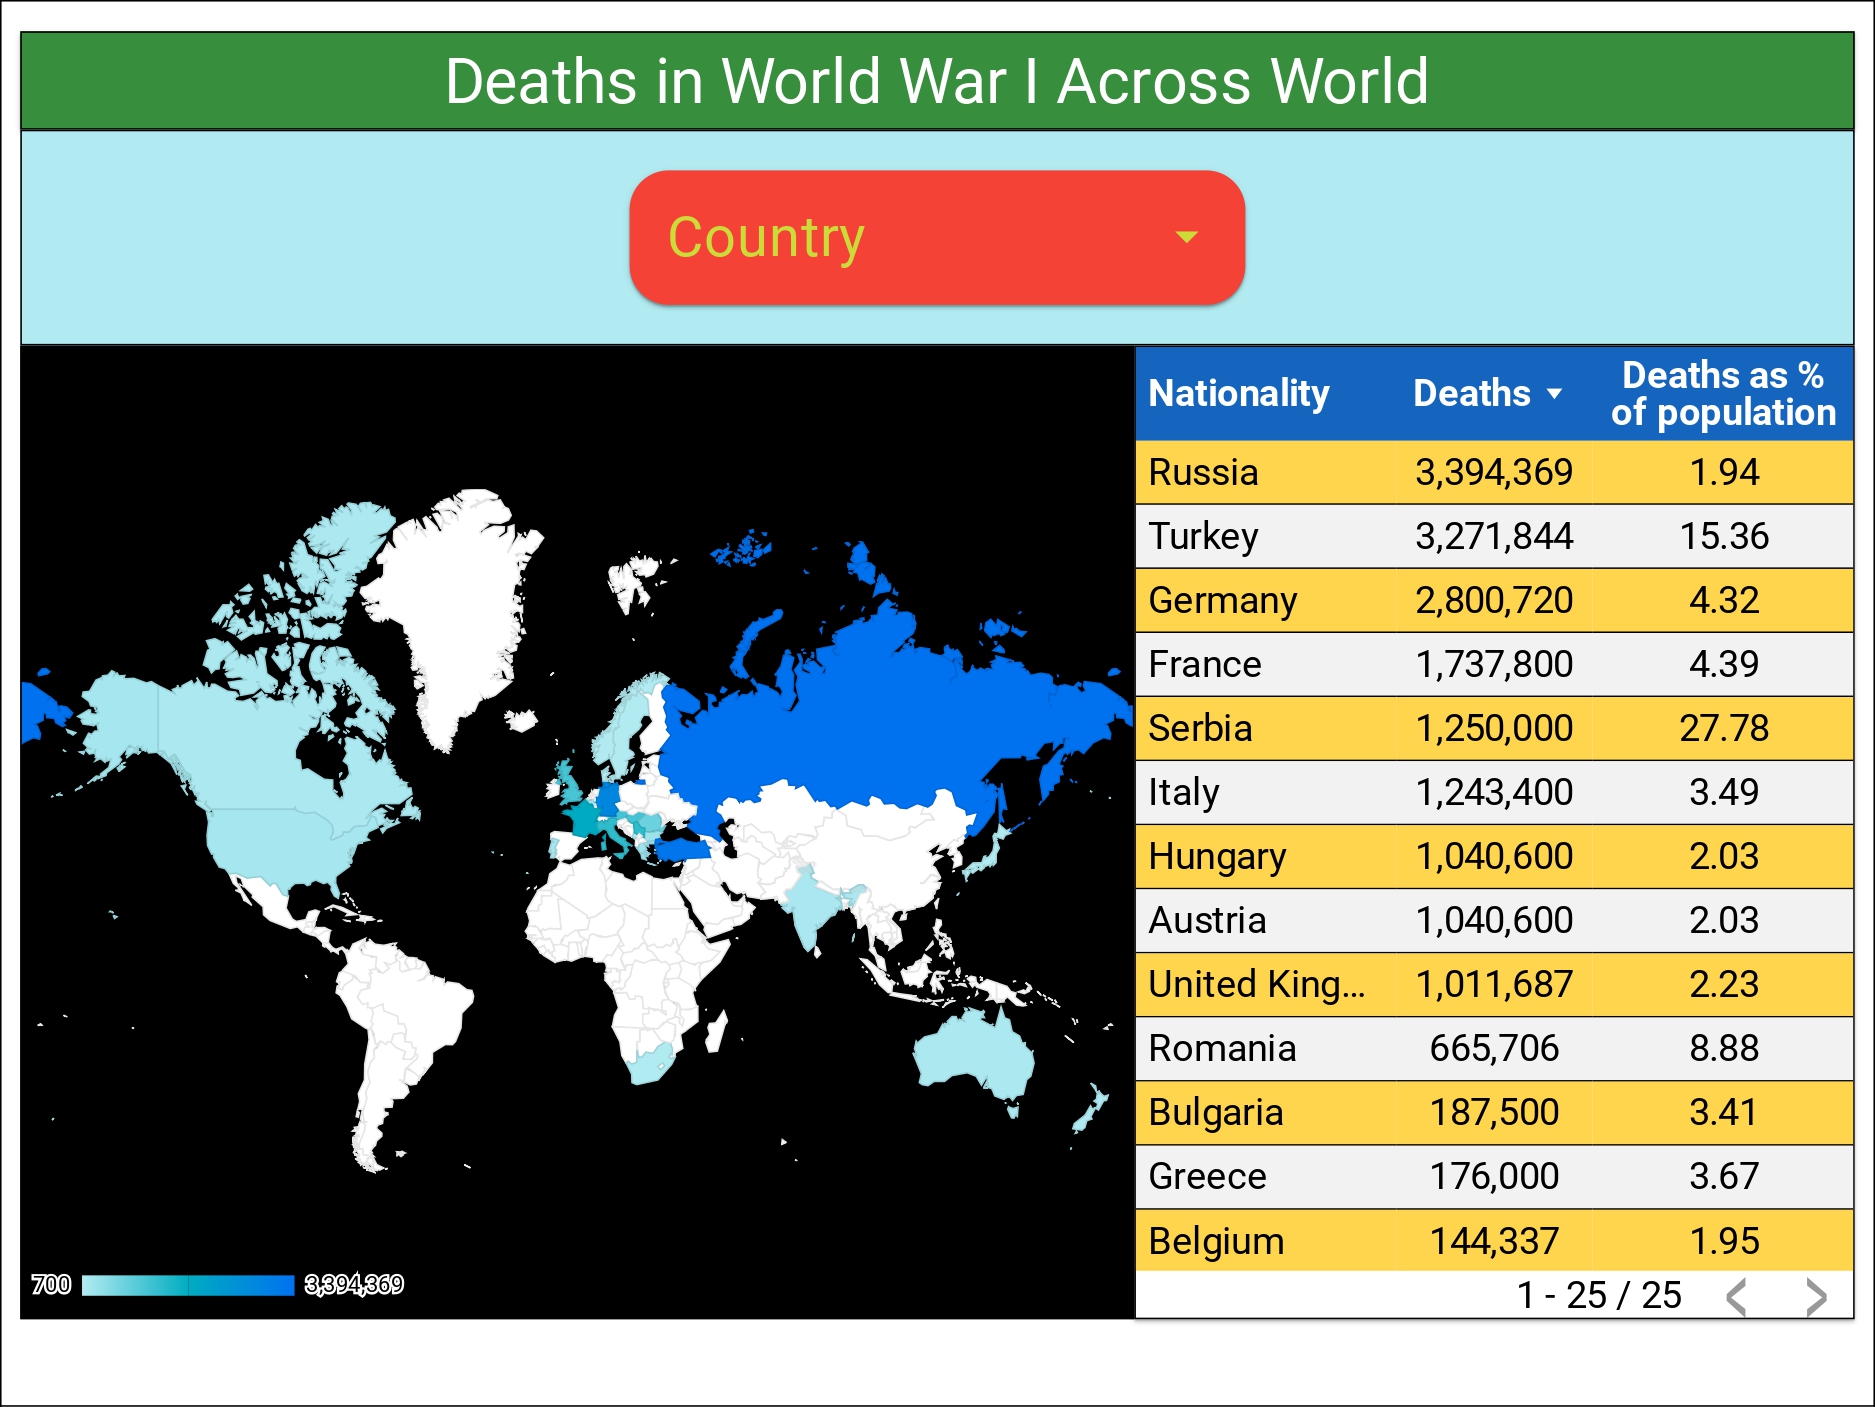 Deaths in World War I Across World
Country
Nationality Deaths Deaths as % of population
Russia 3,394,369 1.94
Turkey 3,271,844 15.36
Germany 2,800,720 4.32
France 1,737,800 4.39
Serbia 1,250,000 27.78
Italy 1,243,400 3.49
Hungary 1,040,600 2.03
Austria 1,040,600 2.03
United King... 1,011,687 2.23
Romania 665,706 8.88
Bulgaria 187,500 3.41
Greece 176,000 3.67
Belgium 144,337 1.95
700 3,394,369
1 - 25 / 25